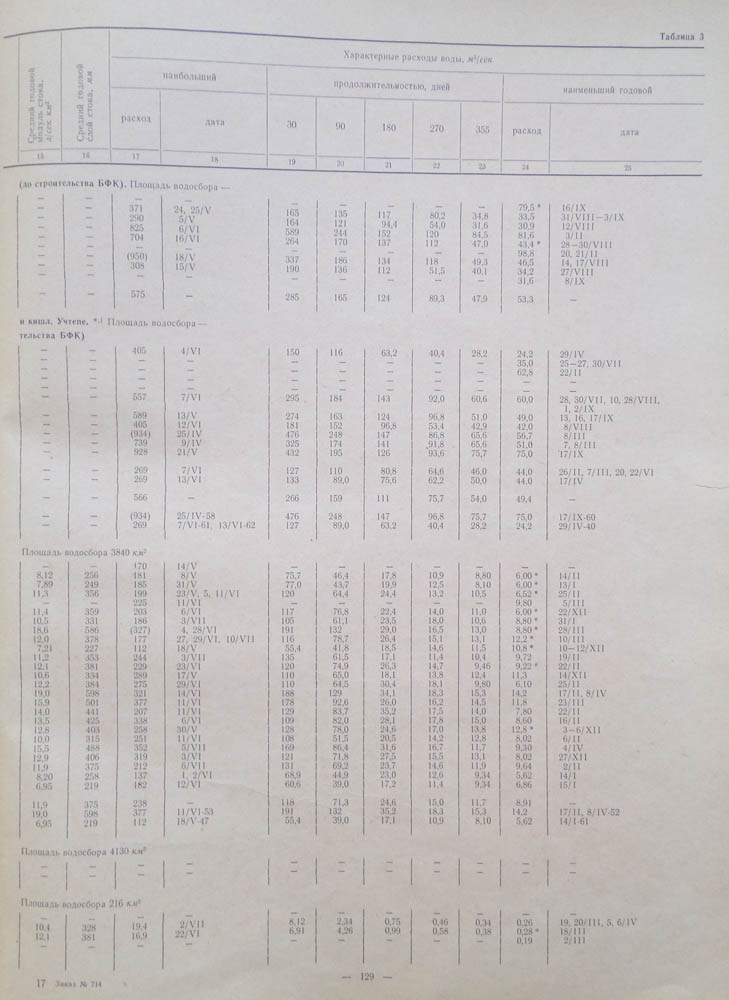 Таблица 3
Средний годовой модуль стока, л/сек км²
Средний годовой слой стока, мм
Характерные расходы воды, м³/сек
наибольший
продолжительностью, дней
наименьший годовой
расход дата 30 90 180 270 355 расход дата
15 16 17 18 19 20 21 22 23 24 25
(до строительства БФК). Площадь водосбора —
— — — — — — — — — 79,5 * 16/IX
— — 371 24, 25/V 165 135 117 80,2 34,8 33,5 31/VIII—3/IX
— — 290 5/V 164 121 94,4 54,0 31,6 30,9 12/VIII
— — 825 6/VI 589 244 152 120 84,5 81,6 3/II
— — 704 16/VI 264 170 137 112 47,0 43,4 * 28—30/VIII
— — — — — — — — — 98,8 20, 21/II
— — (950) 18/V 337 186 134 118 49,3 46,5 14, 17/VIII
— — 308 15/V 190 136 112 51,5 40,1 34,2 27/VIII
— — — — — — — — — 31,6 8/IX
— — 575 — 285 165 124 89,3 47,9 53,3 —
и кишл. Учтепе. *,¹ Площадь водосбора —
тельства БФК)
— — 405 4/VI 150 116 63,2 40,4 28,2 24,2 29/IV
— — — — — — — — — 35,0 25—27, 30/VII
— — — — — — — — — 62,8 22/II
— — — — — — — — — — —
— — — — — — — — — — —
— — 557 7/VI 295 184 143 92,0 60,6 60,0 28, 30/VII, 10, 28/VIII,
1, 2/IX
— — 589 13/V 274 163 124 96,8 51,0 49,0 13, 16, 17/IX
— — 405 12/VI 181 152 96,8 53,4 42,9 42,0 8/VIII
— — (934) 25/IV 476 248 147 86,8 65,6 56,7 8/III
— — 739 9/IV 325 174 141 91,8 65,6 51,0 7, 8/III
— — 928 21/V 432 195 126 93,6 75,7 75,0 17/IX
— — 269 7/VI 127 110 80,8 64,6 46,0 44,0 26/II, 7/III, 20, 22/VI
— — 269 13/VI 133 89,0 75,6 62,2 50,0 44,0 17/IV
— — 566 — 266 159 111 75,7 54,0 49,4 —
— — (934) 25/IV-58 476 248 147 96,8 75,7 75,0 17/IX-60
— — 269 7/VI-61, 13/VI-62 127 89,0 63,2 40,4 28,2 24,2 29/IV-40
Площадь водосбора 3840 км²
— — 170 14/V — — — — — — —
8,12 256 181 8/V 75,7 46,4 17,8 10,9 8,80 6,00 * 14/II
7,89 249 185 31/V 77,0 43,7 19,9 12,5 8,10 6,00 * 13/I
11,3 356 199 23/V, 5, 11/VI 120 64,4 24,4 13,2 10,5 6,52 * 25/II
— — 225 11/VI — — — — — 9,80 5/III
11,4 359 203 6/VI 117 76,8 22,4 14,0 11,0 6,00 * 22/XII
10,5 331 186 3/VII 105 61,1 23,5 18,0 10,6 8,80 * 31/I
18,6 586 (327) 4, 28/VI 191 132 29,0 16,5 13,0 8,80 * 28/III
12,0 378 177 27, 29/VI, 10/VII 116 78,7 26,4 15,1 13,1 12,2 * 10/III
7,21 227 112 18/V 55,4 41,8 18,5 14,6 11,5 10,8 * 10—12/XII
11,2 353 244 3/VII 135 61,5 17,1 11,4 10,4 9,72 19/II
12,1 381 229 23/VI 120 74,9 26,3 14,7 9,46 9,22 * 22/II
10,6 334 289 17/V 110 65,0 18,1 13,8 12,4 11,3 14/XII
12,2 384 275 29/VI 110 64,5 30,4 18,1 9,80 6,10 25/II
19,0 598 321 14/VI 188 129 34,1 18,3 15,3 14,2 17/II, 8/IV
15,9 501 377 11/VI 178 92,6 26,0 16,2 14,5 11,8 23/III
14,0 441 207 11/VI 129 83,7 35,2 17,5 14,0 7,80 22/II
13,5 425 338 6/VI 109 82,0 28,1 17,8 15,0 8,60 16/II
12,8 403 258 30/V 128 78,0 24,6 17,0 13,8 12,8 * 3—6/XII
10,0 315 251 11/VI 108 51,5 20,5 14,2 12,8 8,02 6/II
15,5 488 352 5/VII 169 86,4 31,6 16,7 11,7 9,30 4/IV
12,9 406 319 3/VI 121 71,8 27,5 15,5 13,1 8,02 27/XII
11,9 375 212 6/VII 131 69,2 23,7 14,6 11,9 9,64 2/II
8,20 258 137 1, 2/VI 68,9 44,9 23,0 12,6 9,34 5,62 14/I
6,95 219 182 12/VI 60,6 39,0 17,2 11,4 9,34 6,86 15/I
11,9 375 238 — 118 71,3 24,6 15,0 11,7 8,91 —
19,0 598 377 11/VI-53 191 132 35,2 18,3 15,3 14,2 17/II, 8/IV-52
6,95 219 112 18/V-47 55,4 39,0 17,1 10,9 8,10 5,62 14/I-61
Площадь водосбора 4130 км²
— — — — — — — — — — —
— — — — — — — — — — —
Площадь водосбора 216 км²
— — — — — — — — — — —
10,4 328 19,4 2/VII 8,12 2,34 0,75 0,46 0,34 0,26 19, 20/III, 5, 6/IV
12,1 381 16,9 22/VI 6,91 4,26 0,99 0,58 0,38 0,28 * 18/III
— — — — — — — — — 0,19 2/III
17 Заказ № 714
— 129 —